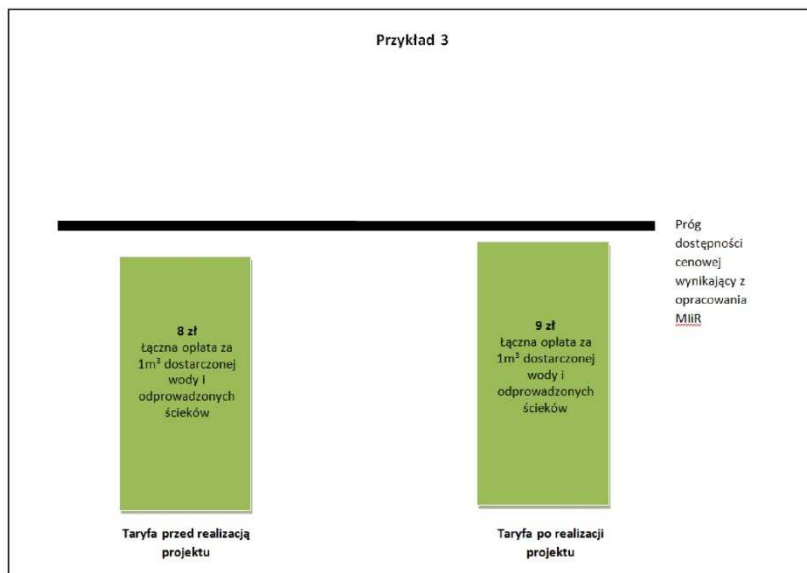 Przykład 3
Próg
dostępności
cenowej
wynikający z
opracowania
MIiR
8 zł
Łączna opłata za
1m³ dostarczonej
wody i
odprowadzonych
ścieków
9 zł
Łączna opłata za
1m³ dostarczonej
wody i
odprowadzonych
ścieków
Taryfa przed realizacją
projektu
Taryfa po realizacji
projektu